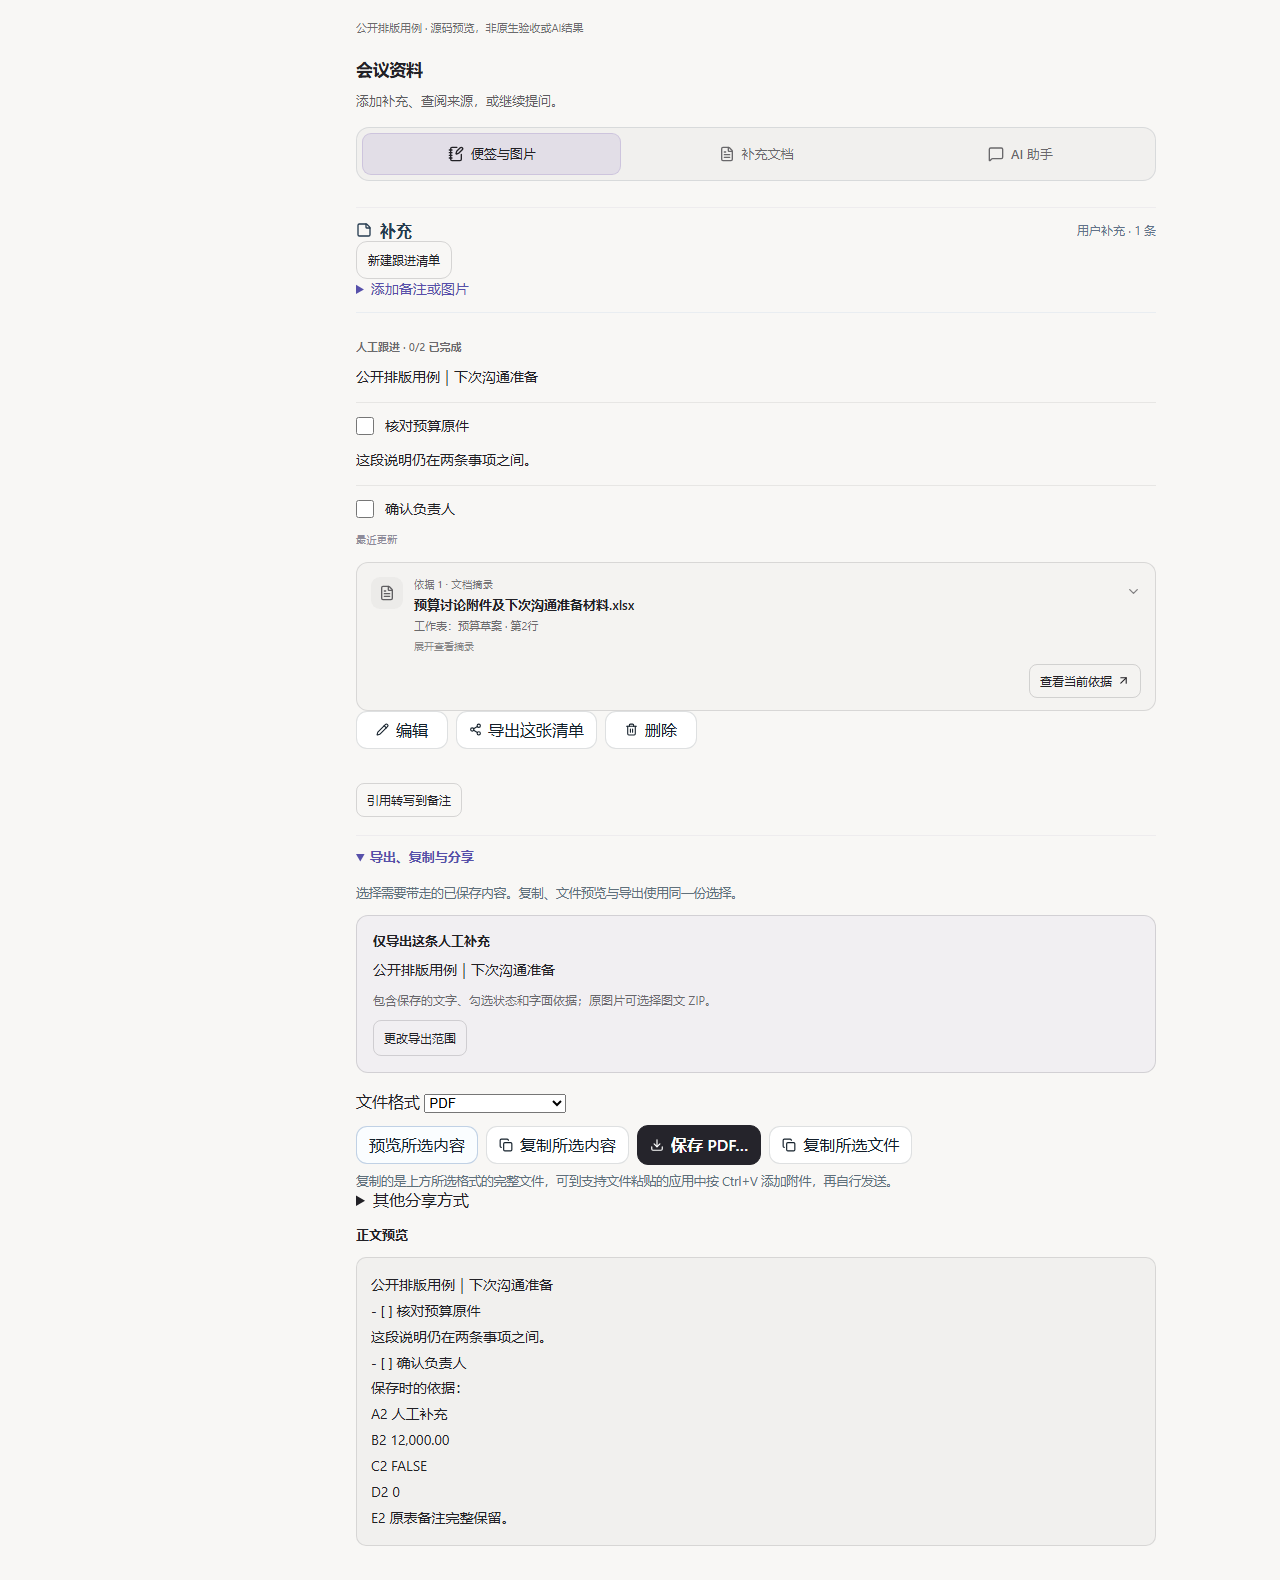 公开排版用例 · 源码预览，非原生验收或AI结果
会议资料
添加补充、查阅来源，或继续提问。
便签与图片
补充文档
AI 助手
补充
用户补充 · 1 条
新建跟进清单
添加备注或图片
人工跟进 · 0/2 已完成
公开排版用例｜下次沟通准备
核对预算原件
这段说明仍在两条事项之间。
确认负责人
最近更新
依据 1 · 文档摘录
预算讨论附件及下次沟通准备材料.xlsx
工作表：预算草案 · 第2行
展开查看摘录
查看当前依据
编辑
导出这张清单
删除
引用转写到备注
导出、复制与分享
选择需要带走的已保存内容。复制、文件预览与导出使用同一份选择。
仅导出这条人工补充
公开排版用例｜下次沟通准备
包含保存的文字、勾选状态和字面依据；原图片可选择图文 ZIP。
更改导出范围
文件格式 PDF
预览所选内容
复制所选内容
保存 PDF...
复制所选文件
复制的是上方所选格式的完整文件，可到支持文件粘贴的应用中按 Ctrl+V 添加附件，再自行发送。
其他分享方式
正文预览
公开排版用例｜下次沟通准备
- [ ] 核对预算原件
这段说明仍在两条事项之间。
- [ ] 确认负责人
保存时的依据：
A2 人工补充
B2 12,000.00
C2 FALSE
D2 0
E2 原表备注完整保留。